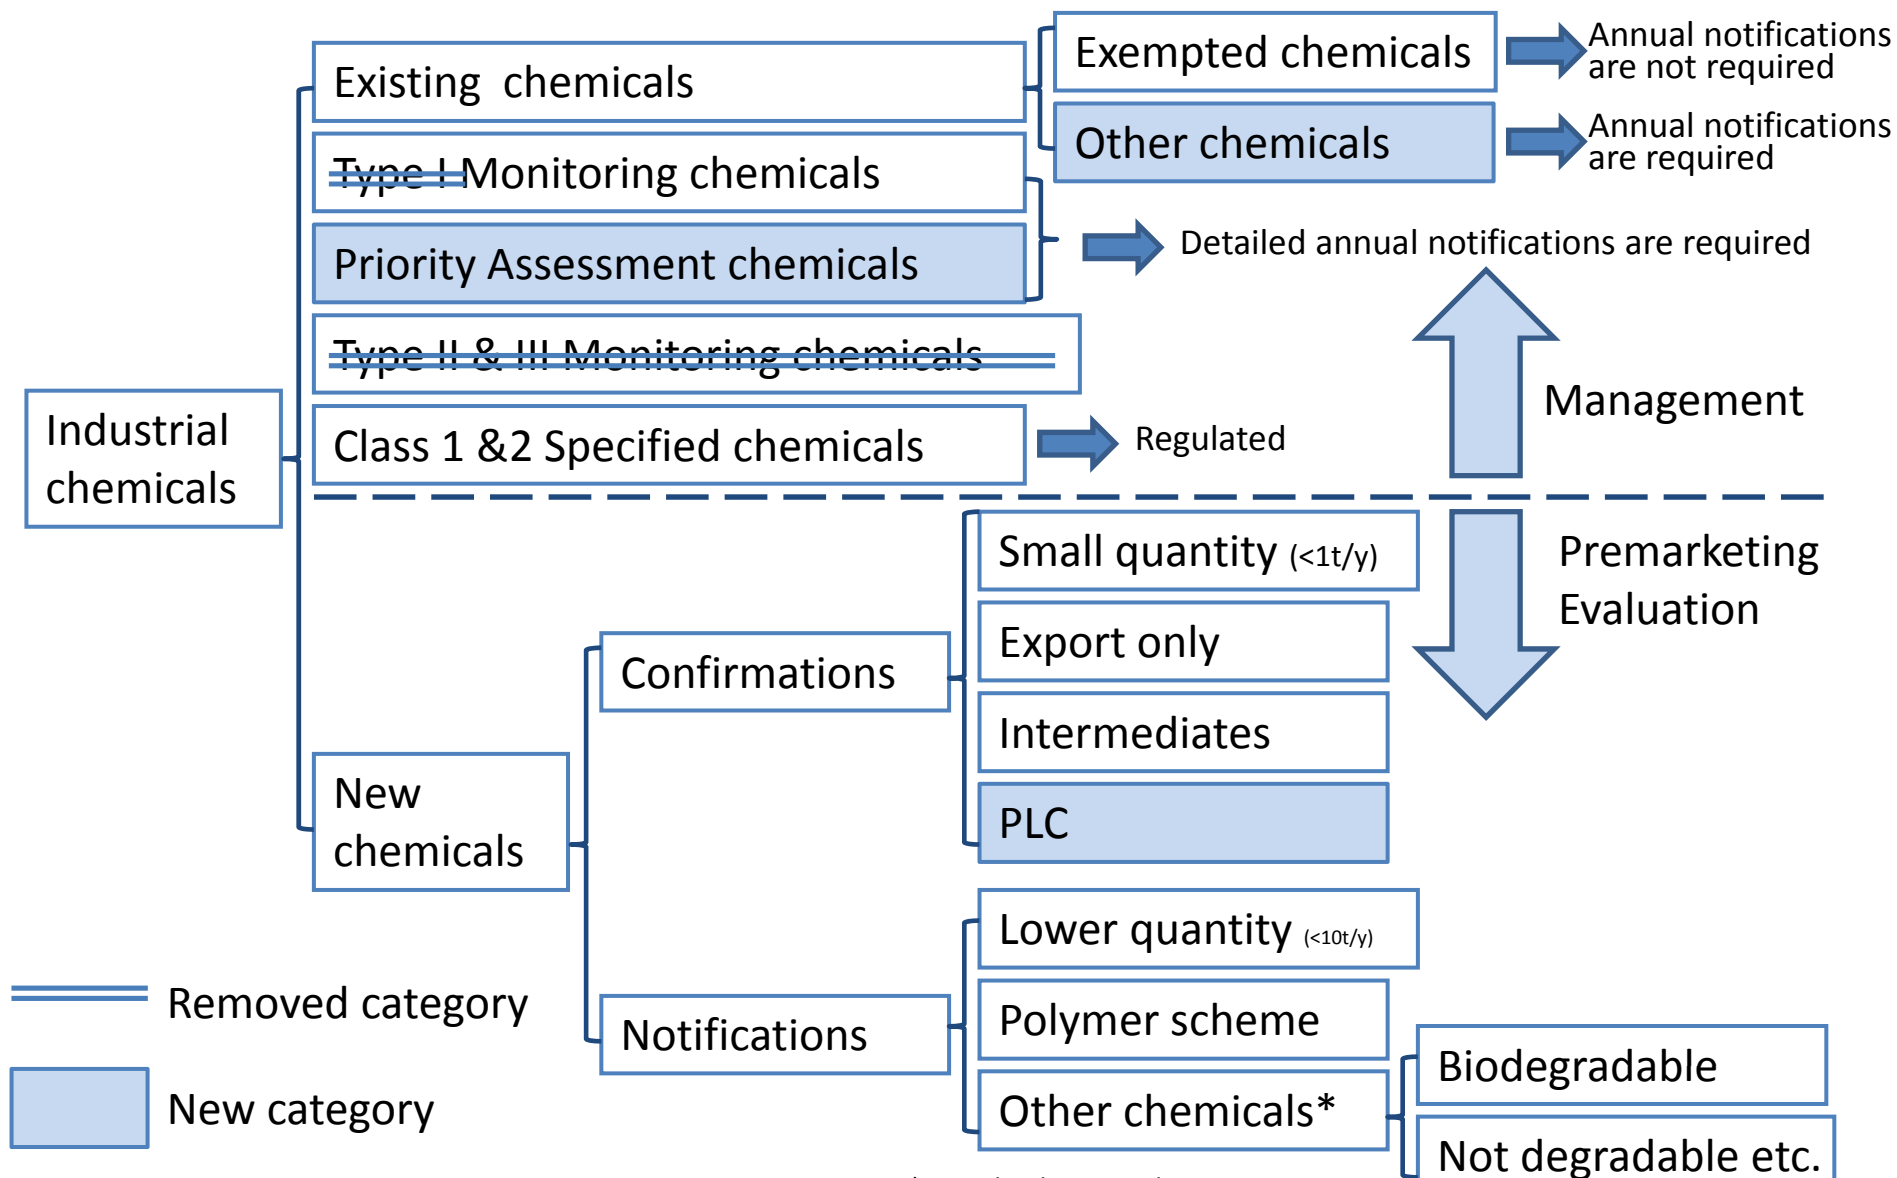 Existing chemicals
Exempted chemicals
Annual notifications
are not required
Other chemicals
Annual notifications
are required
Type I Monitoring chemicals
Priority Assessment chemicals
Detailed annual notifications are required
Type II & III Monitoring chemicals
Class 1 &2 Specified chemicals
Regulated
Management
Industrial
chemicals
Premarketing
Evaluation
Small quantity (<1t/y)
Export only
Confirmations
Intermediates
PLC
New
chemicals
Lower quantity (<10t/y)
Polymer scheme
Notifications
Other chemicals*
Biodegradable
Not degradable etc.
Removed category
New category